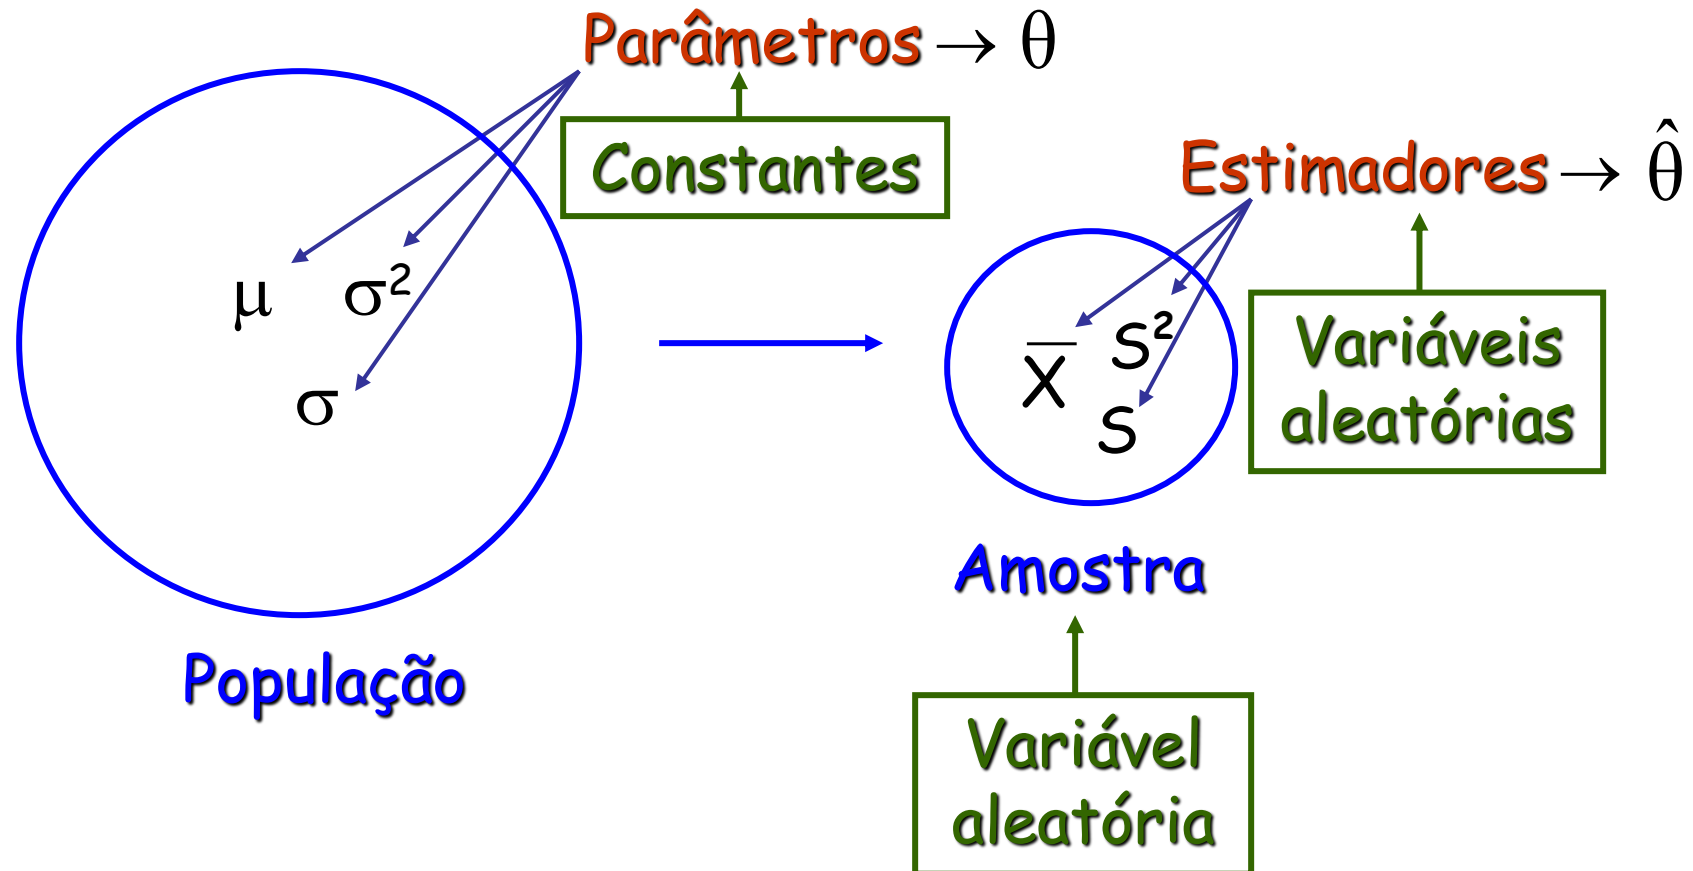 Parâmetros → θ
Constantes
Estimadores → θ̂
μ σ²
σ
X̅ S²
S
Variáveis
aleatórias
Amostra
População
Variável
aleatória